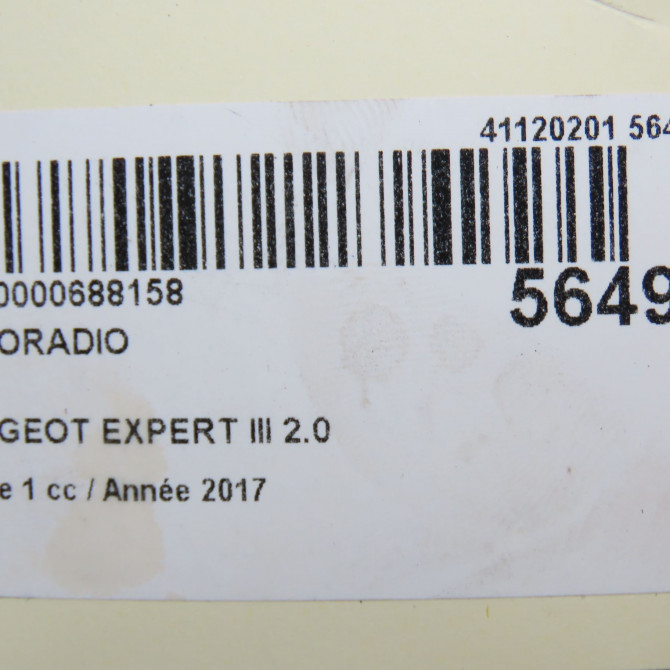 41120201 564
0000688158
5649
ORADIO
GEOT EXPERT III 2.0
e 1 cc / Année 2017